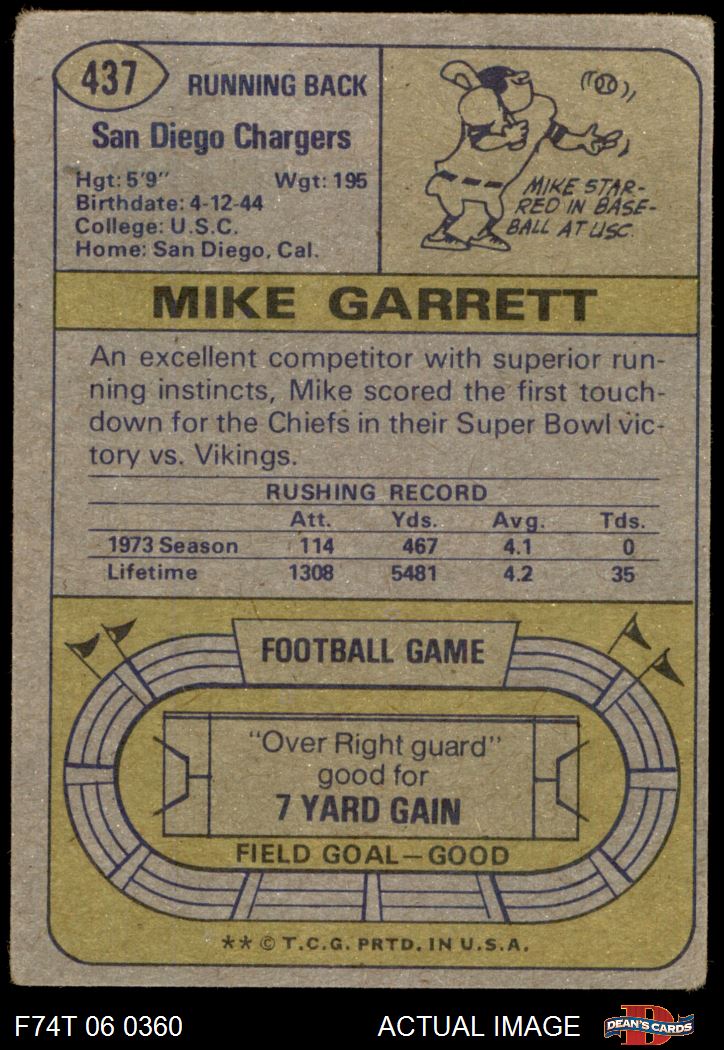 437
RUNNING BACK
San Diego Chargers
Hgt: 5'9" Wgt: 195
Birthdate: 4-12-44
College: U.S.C.
Home: San Diego, Cal.
MIKE STAR-
RED IN BASE-
BALL AT USC.
MIKE GARRETT
An excellent competitor with superior run-
ning instincts, Mike scored the first touch-
down for the Chiefs in their Super Bowl vic-
tory vs. Vikings.
RUSHING RECORD
Att. Yds. Avg. Tds.
1973 Season 114 467 4.1 0
Lifetime 1308 5481 4.2 35
FOOTBALL GAME
"Over Right guard"
good for
7 YARD GAIN
FIELD GOAL—GOOD
** © T.C.G. PRTD. IN U.S.A.
F74T 06 0360 ACTUAL IMAGE
D
DEAN'S CARDS